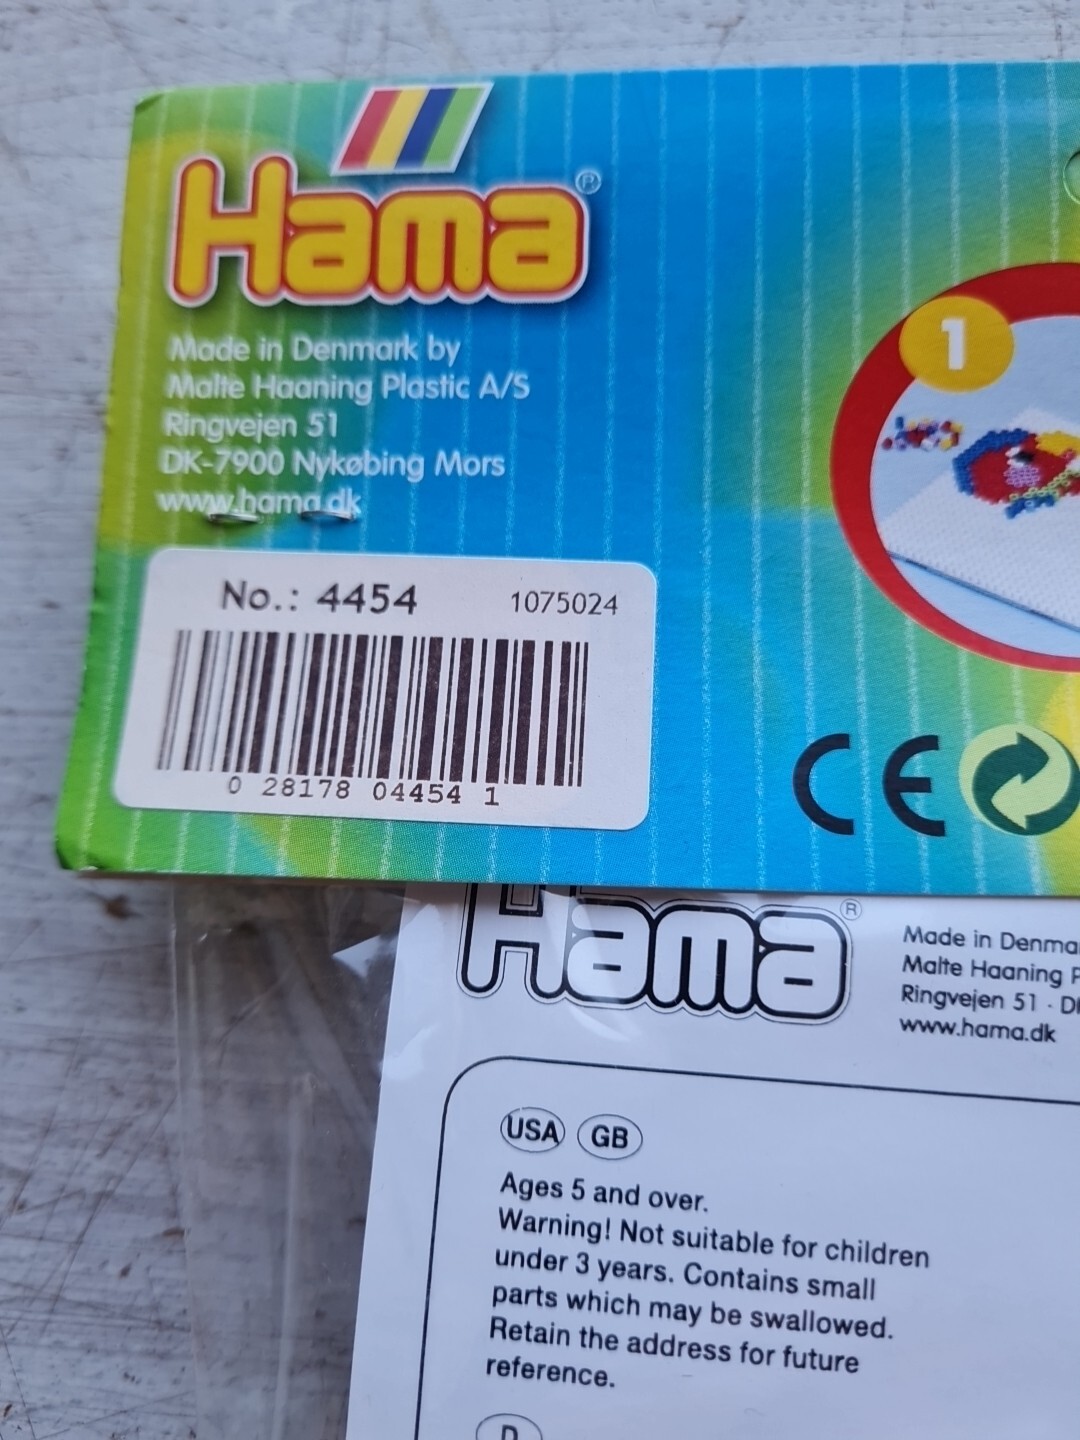 Hama®
Made in Denmark by
Malte Haaning Plastic A/S
Ringvejen 51
DK-7900 Nykøbing Mors
www.hama.dk
No.: 4454 1075024
0 28178 04454 1
1
CE
Hama®
Made in Denma
Malte Haaning P
Ringvejen 51 · D
www.hama.dk
USA GB
Ages 5 and over.
Warning! Not suitable for children
under 3 years. Contains small
parts which may be swallowed.
Retain the address for future
reference.
D